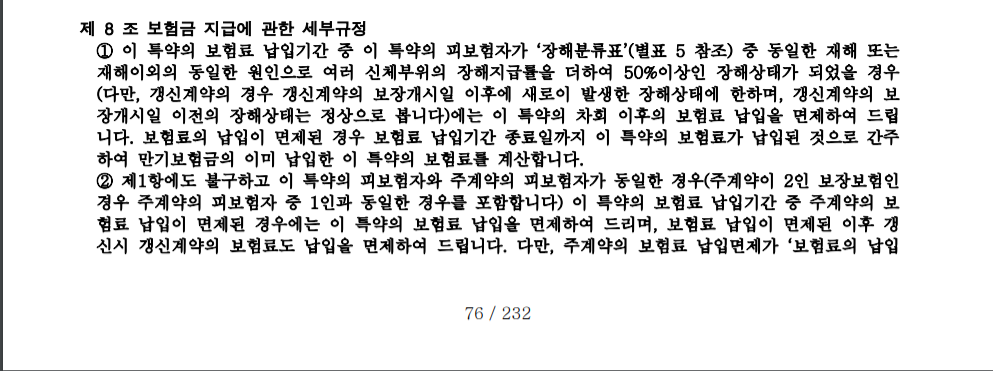 제 8 조 보험금 지급에 관한 세부규정
① 이 특약의 보험료 납입기간 중 이 특약의 피보험자가 ‘장해분류표’(별표 5 참조) 중 동일한 재해 또는
재해이외의 동일한 원인으로 여러 신체부위의 장해지급률을 더하여 50%이상인 장해상태가 되었을 경우
(다만, 갱신계약의 경우 갱신계약의 보장개시일 이후에 새로이 발생한 장해상태에 한하며, 갱신계약의 보
장개시일 이전의 장해상태는 정상으로 봅니다)에는 이 특약의 차회 이후의 보험료 납입을 면제하여 드립
니다. 보험료의 납입이 면제된 경우 보험료 납입기간 종료일까지 이 특약의 보험료가 납입된 것으로 간주
하여 만기보험금의 이미 납입한 이 특약의 보험료를 계산합니다.
② 제1항에도 불구하고 이 특약의 피보험자와 주계약의 피보험자가 동일한 경우(주계약이 2인 보장보험인
경우 주계약의 피보험자 중 1인과 동일한 경우를 포함합니다) 이 특약의 보험료 납입기간 중 주계약의 보
험료 납입이 면제된 경우에는 이 특약의 보험료 납입을 면제하여 드리며, 보험료 납입이 면제된 이후 갱
신시 갱신계약의 보험료도 납입을 면제하여 드립니다. 다만, 주계약의 보험료 납입면제가 ‘보험료의 납입
76 / 232